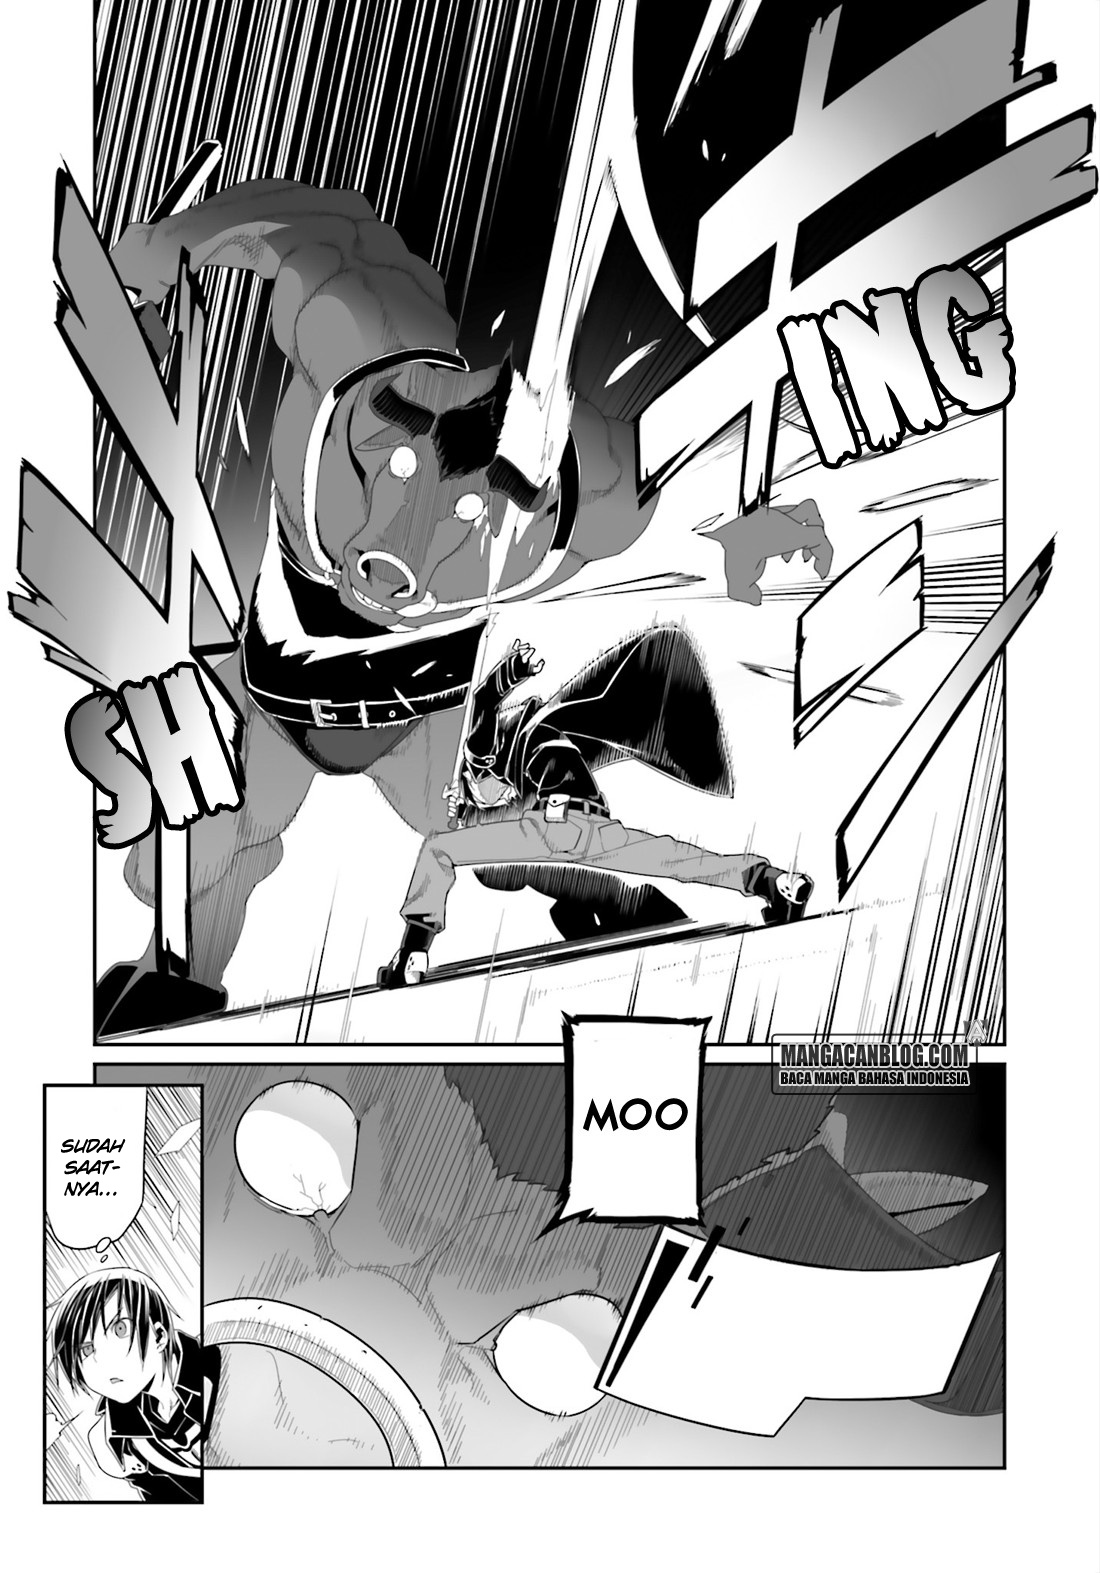 ING
SH
MOO
MANGACANBLOG.COM
BACA MANGA BAHASA INDONESIA
SUDAH
SAAT-
NYA...